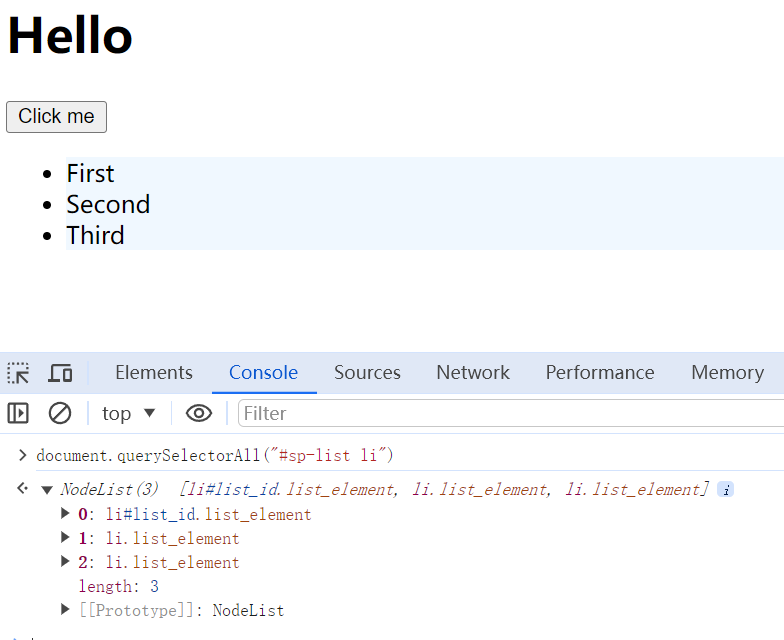 Hello
Click me
First
Second
Third
Elements Console Sources Network Performance Memory
top ▼ Filter
> document.querySelectorAll("#sp-list li")
▼ NodeList(3) [li#list_id.list_element, li.list_element, li.list_element] i
▶ 0: li#list_id.list_element
▶ 1: li.list_element
▶ 2: li.list_element
length: 3
▶ [[Prototype]]: NodeList